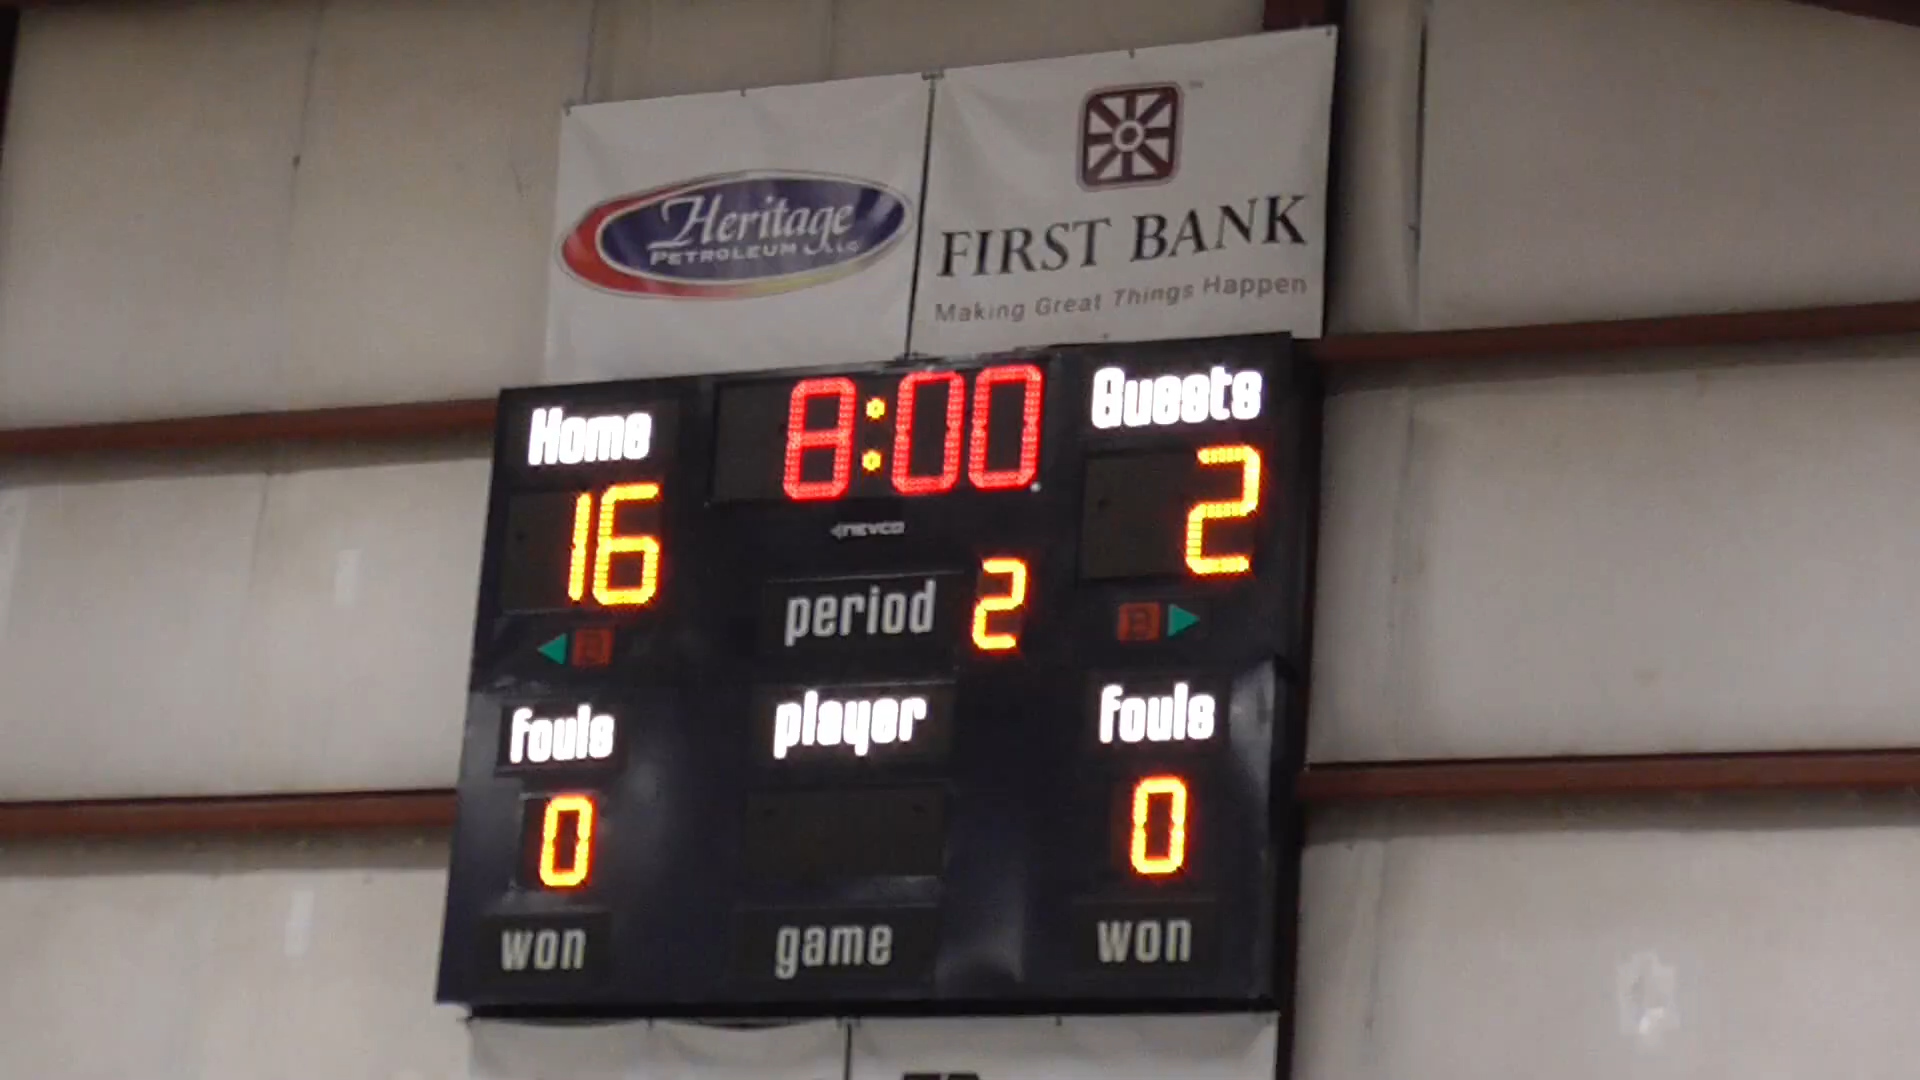 Heritage
PETROLEUM LLC
FIRST BANK
Making Great Things Happen
Home 8:00 Guests
16 2
NEVCO
period 2
B B
fouls player fouls
0 0
won game won